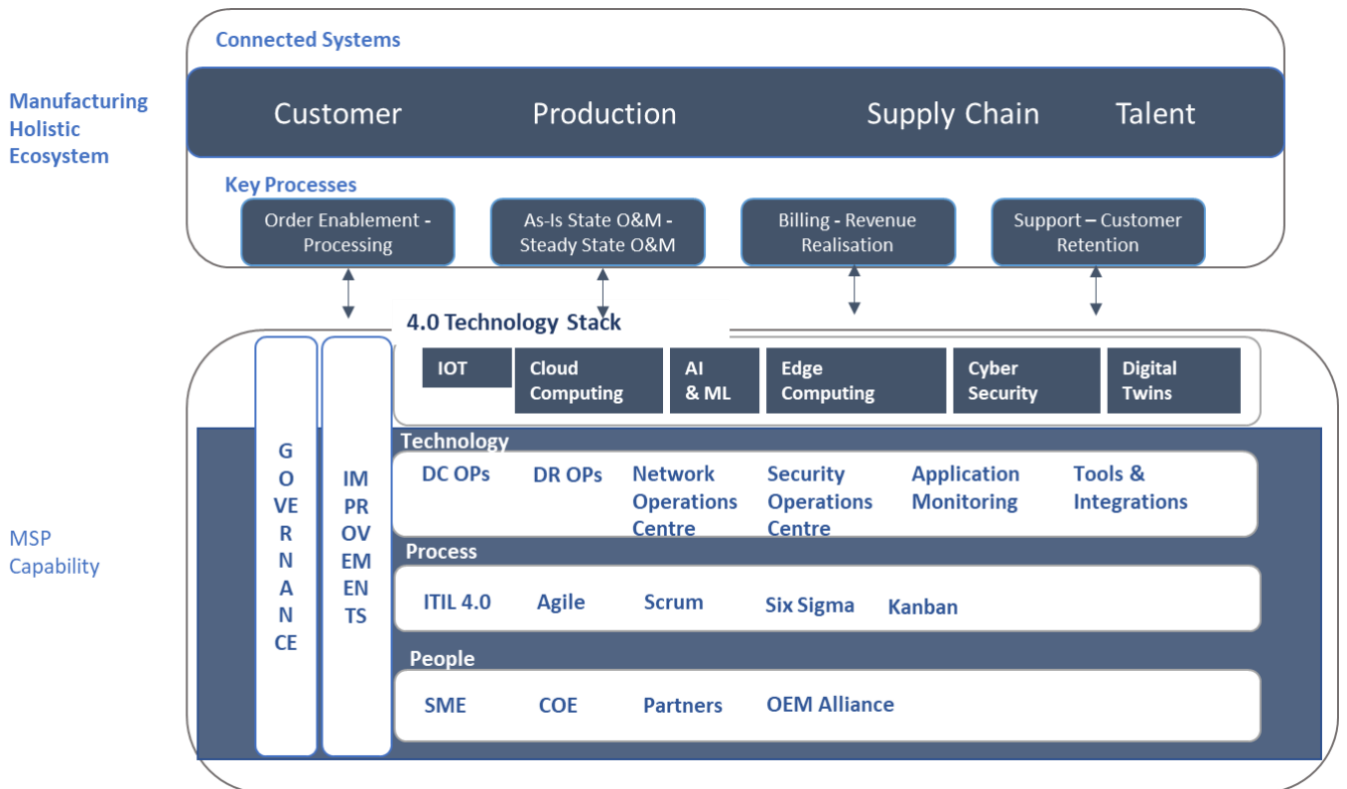 Connected Systems
Manufacturing
Holistic
Ecosystem
Customer
Production
Supply Chain
Talent
Key Processes
Order Enablement -
Processing
As-Is State O&M -
Steady State O&M
Billing - Revenue
Realisation
Support – Customer
Retention
4.0 Technology Stack
IOT
Cloud
Computing
AI
& ML
Edge
Computing
Cyber
Security
Digital
Twins
MSP
Capability
G
O
VE
R
N
A
N
CE
IM
PR
OV
EM
EN
TS
Technology
DC OPs
DR OPs
Network
Operations
Centre
Security
Operations
Centre
Application
Monitoring
Tools &
Integrations
Process
ITIL 4.0
Agile
Scrum
Six Sigma
Kanban
People
SME
COE
Partners
OEM Alliance